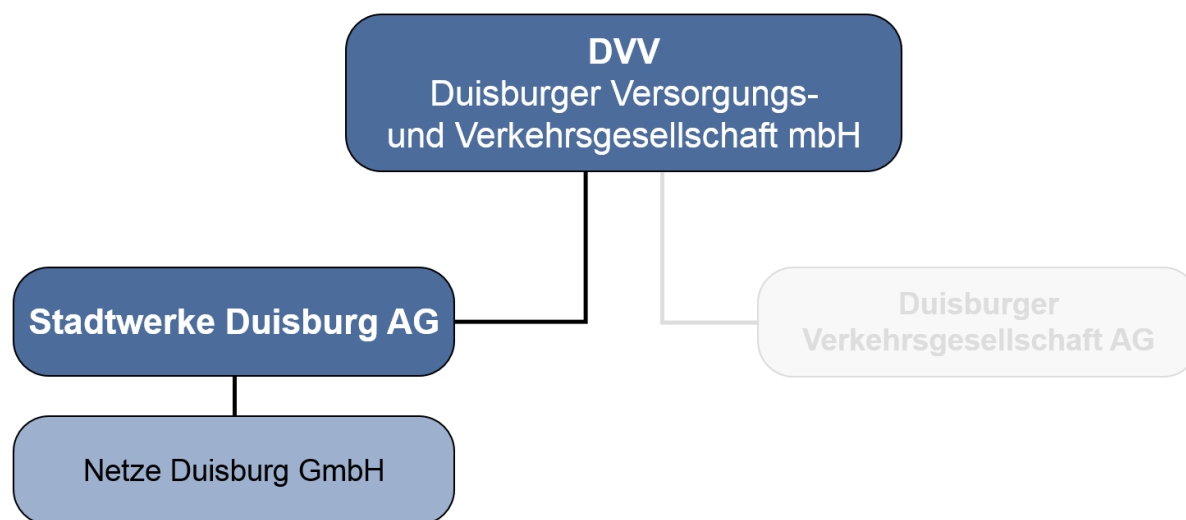 DVV
Duisburger Versorgungs-
und Verkehrsgesellschaft mbH
Stadtwerke Duisburg AG
Duisburger
Verkehrsgesellschaft AG
Netze Duisburg GmbH